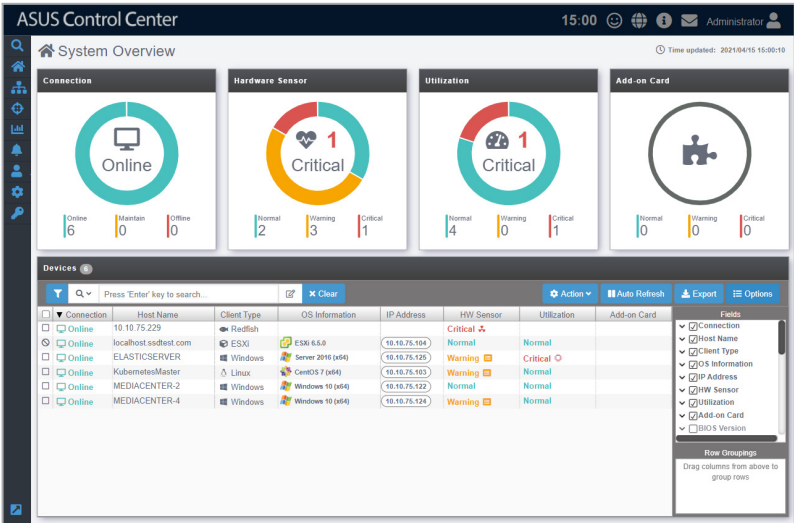 ASUS Control Center
15:00 Administrator
System Overview
Time updated: 2021/04/15 15:00:10
Connection
Online
Online Maintain Offline
6 0 0
Hardware Sensor
1
Critical
Normal Warning Critical
2 3 1
Utilization
1
Critical
Normal Warning Critical
4 0 1
Add-on Card
Normal Warning Critical
0 0 0
Devices 6
Press 'Enter' key to search... Clear Action Auto Refresh Export Options
Connection Host Name Client Type OS Information IP Address HW Sensor Utilization Add-on Card
Online 10.10.75.229 Redfish Critical
Online localhost.ssdtest.com ESXi ESXi 6.5.0 10.10.75.104 Normal Normal
Online ELASTICSERVER Windows Server 2016 (x64) 10.10.75.125 Warning Critical
Online KubernetesMaster Linux CentOS 7 (x64) 10.10.75.103 Warning Normal
Online MEDIACENTER-2 Windows Windows 10 (x64) 10.10.75.122 Normal Normal
Online MEDIACENTER-4 Windows Windows 10 (x64) 10.10.75.124 Warning Normal
Fields
Connection
Host Name
Client Type
OS Information
IP Address
HW Sensor
Utilization
Add-on Card
BIOS Version
Row Groupings
Drag columns from above to
group rows